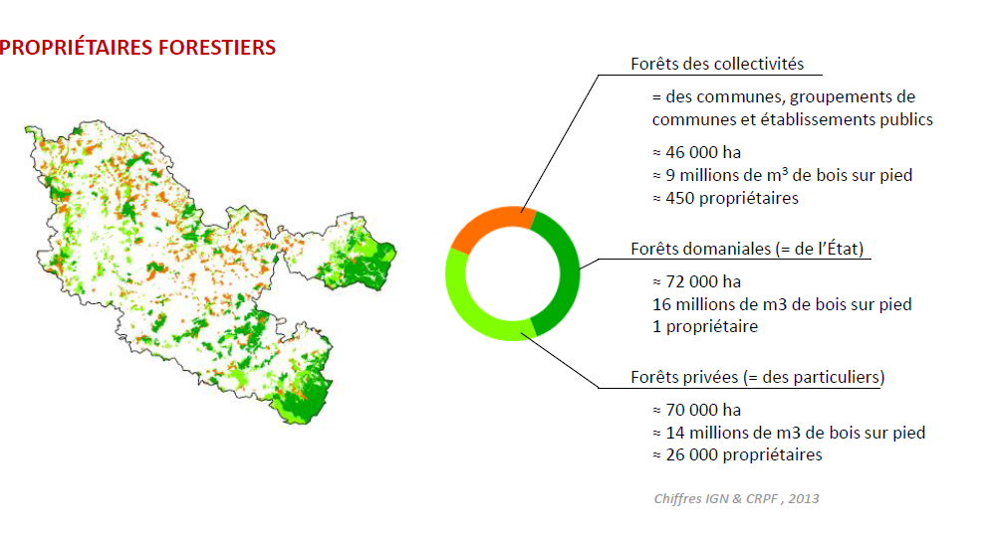 PROPRIÉTAIRES FORESTIERS
Forêts des collectivités
= des communes, groupements de
communes et établissements publics
≈ 46 000 ha
≈ 9 millions de m³ de bois sur pied
≈ 450 propriétaires
Forêts domaniales (= de l’État)
≈ 72 000 ha
16 millions de m3 de bois sur pied
1 propriétaire
Forêts privées (= des particuliers)
≈ 70 000 ha
≈ 14 millions de m3 de bois sur pied
≈ 26 000 propriétaires
Chiffres IGN & CRPF , 2013